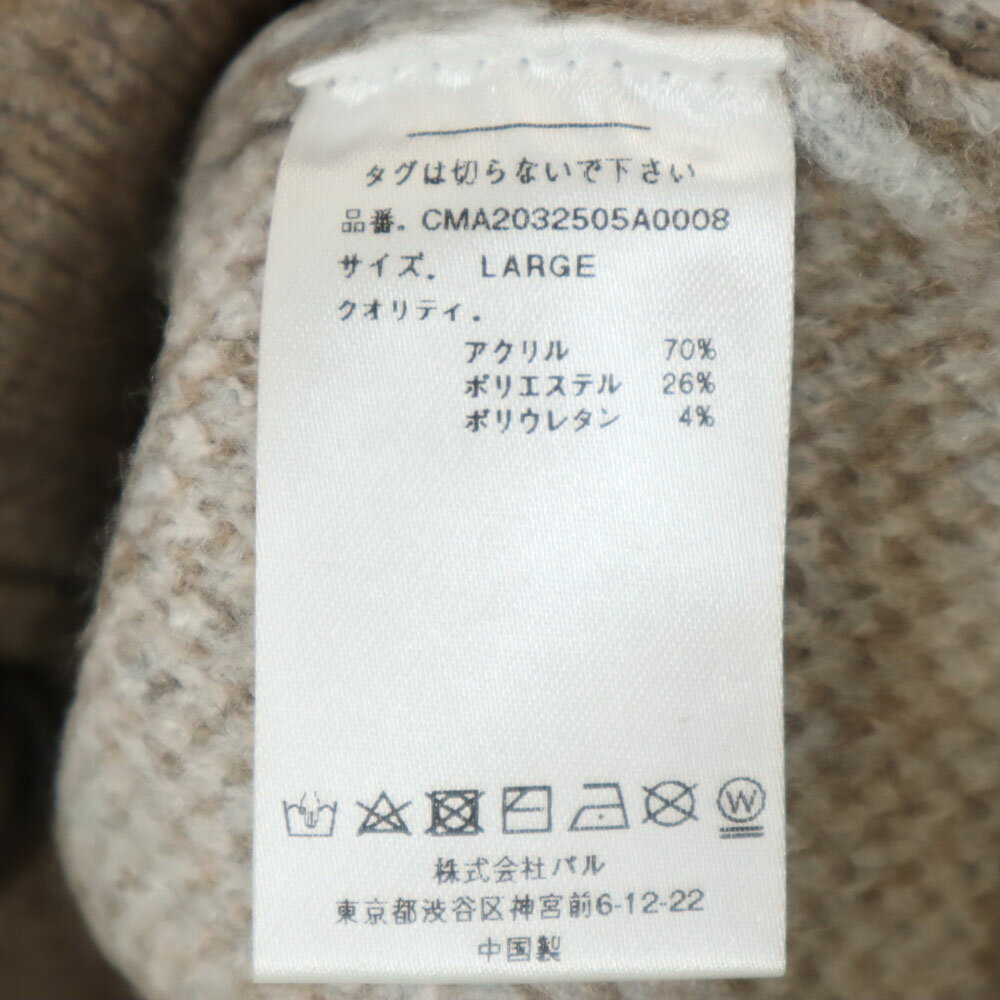 タグは切らないで下さい
品番. CMA2032505A0008
サイズ. LARGE
クオリティ.
アクリル 70%
ポリエステル 26%
ポリウレタン 4%
W
株式会社パル
東京都渋谷区神宮前6-12-22
中国製